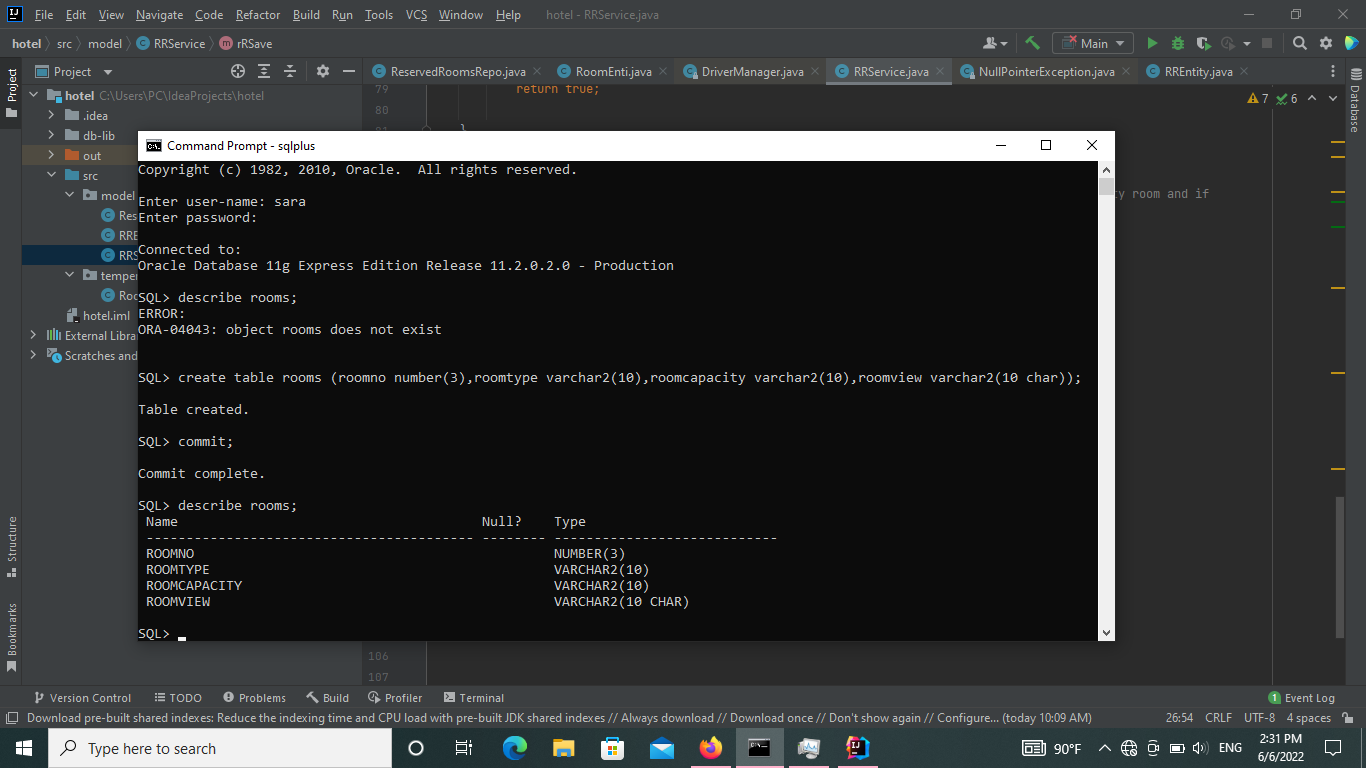 File Edit View Navigate Code Refactor Build Run Tools VCS Window Help hotel - RRService.java
hotel src model RRService rRSave Main
Project ReservedRoomsRepo.java RoomEnti.java DriverManager.java RRService.java NullPointerException.java RREntity.java
Project
Database
hotel C:\Users\PC\IdeaProjects\hotel
.idea
db-lib
out
src
model
Res
RRE
RRS
temper
Roo
hotel.iml
External Libra
Scratches and
79 return true;
80
81 }
7 6
ty room and if
Command Prompt - sqlplus
Copyright (c) 1982, 2010, Oracle.  All rights reserved.
Enter user-name: sara
Enter password:
Connected to:
Oracle Database 11g Express Edition Release 11.2.0.2.0 - Production
SQL> describe rooms;
ERROR:
ORA-04043: object rooms does not exist
SQL> create table rooms (roomno number(3),roomtype varchar2(10),roomcapacity varchar2(10),roomview varchar2(10 char));
Table created.
SQL> commit;
Commit complete.
SQL> describe rooms;
Name Null? Type
----------------------------------------- -------- ----------------------------
ROOMNO NUMBER(3)
ROOMTYPE VARCHAR2(10)
ROOMCAPACITY VARCHAR2(10)
ROOMVIEW VARCHAR2(10 CHAR)
SQL>
106
107
Structure
Bookmarks
Version Control TODO Problems Build Profiler Terminal 1 Event Log
Download pre-built shared indexes: Reduce the indexing time and CPU load with pre-built JDK shared indexes // Always download // Download once // Don't show again // Configure... (today 10:09 AM) 26:54 CRLF UTF-8 4 spaces
Type here to search 90°F ENG 2:31 PM
6/6/2022